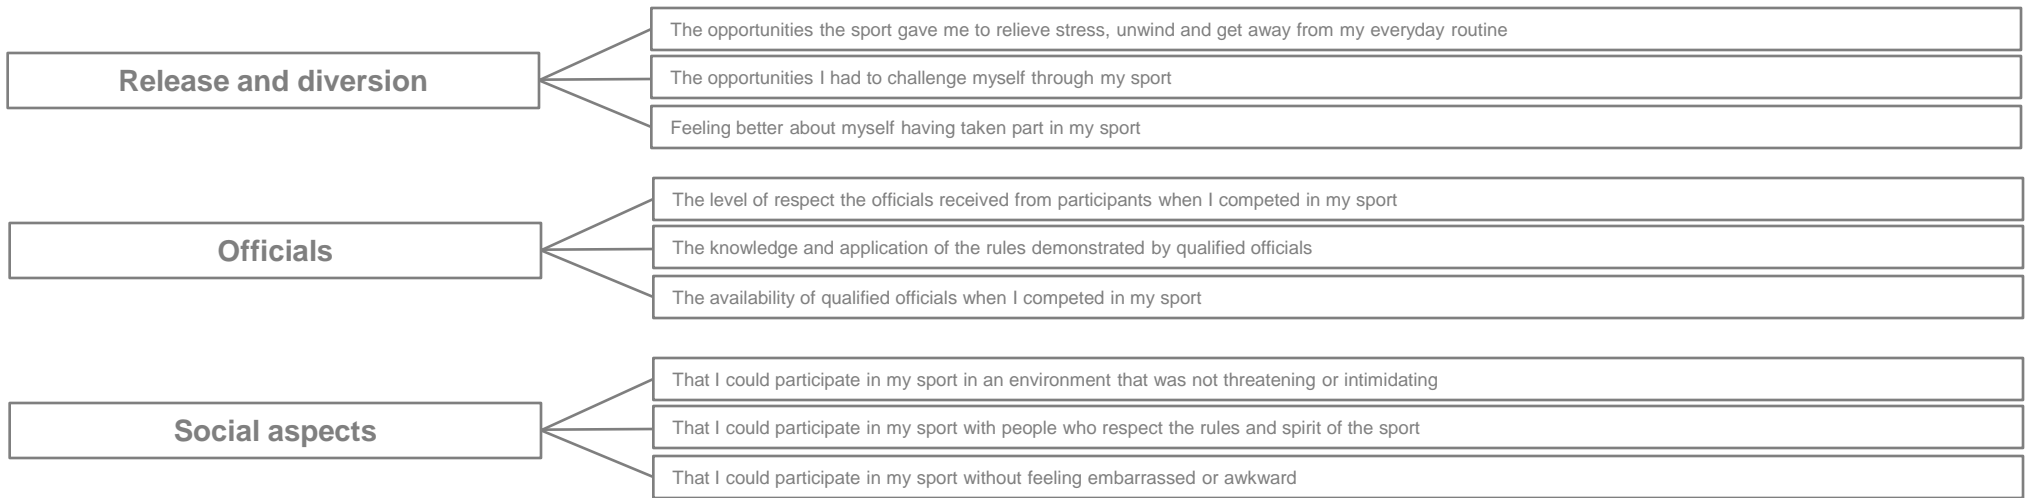 Release and diversion
The opportunities the sport gave me to relieve stress, unwind and get away from my everyday routine
The opportunities I had to challenge myself through my sport
Feeling better about myself having taken part in my sport
Officials
The level of respect the officials received from participants when I competed in my sport
The knowledge and application of the rules demonstrated by qualified officials
The availability of qualified officials when I competed in my sport
Social aspects
That I could participate in my sport in an environment that was not threatening or intimidating
That I could participate in my sport with people who respect the rules and spirit of the sport
That I could participate in my sport without feeling embarrassed or awkward